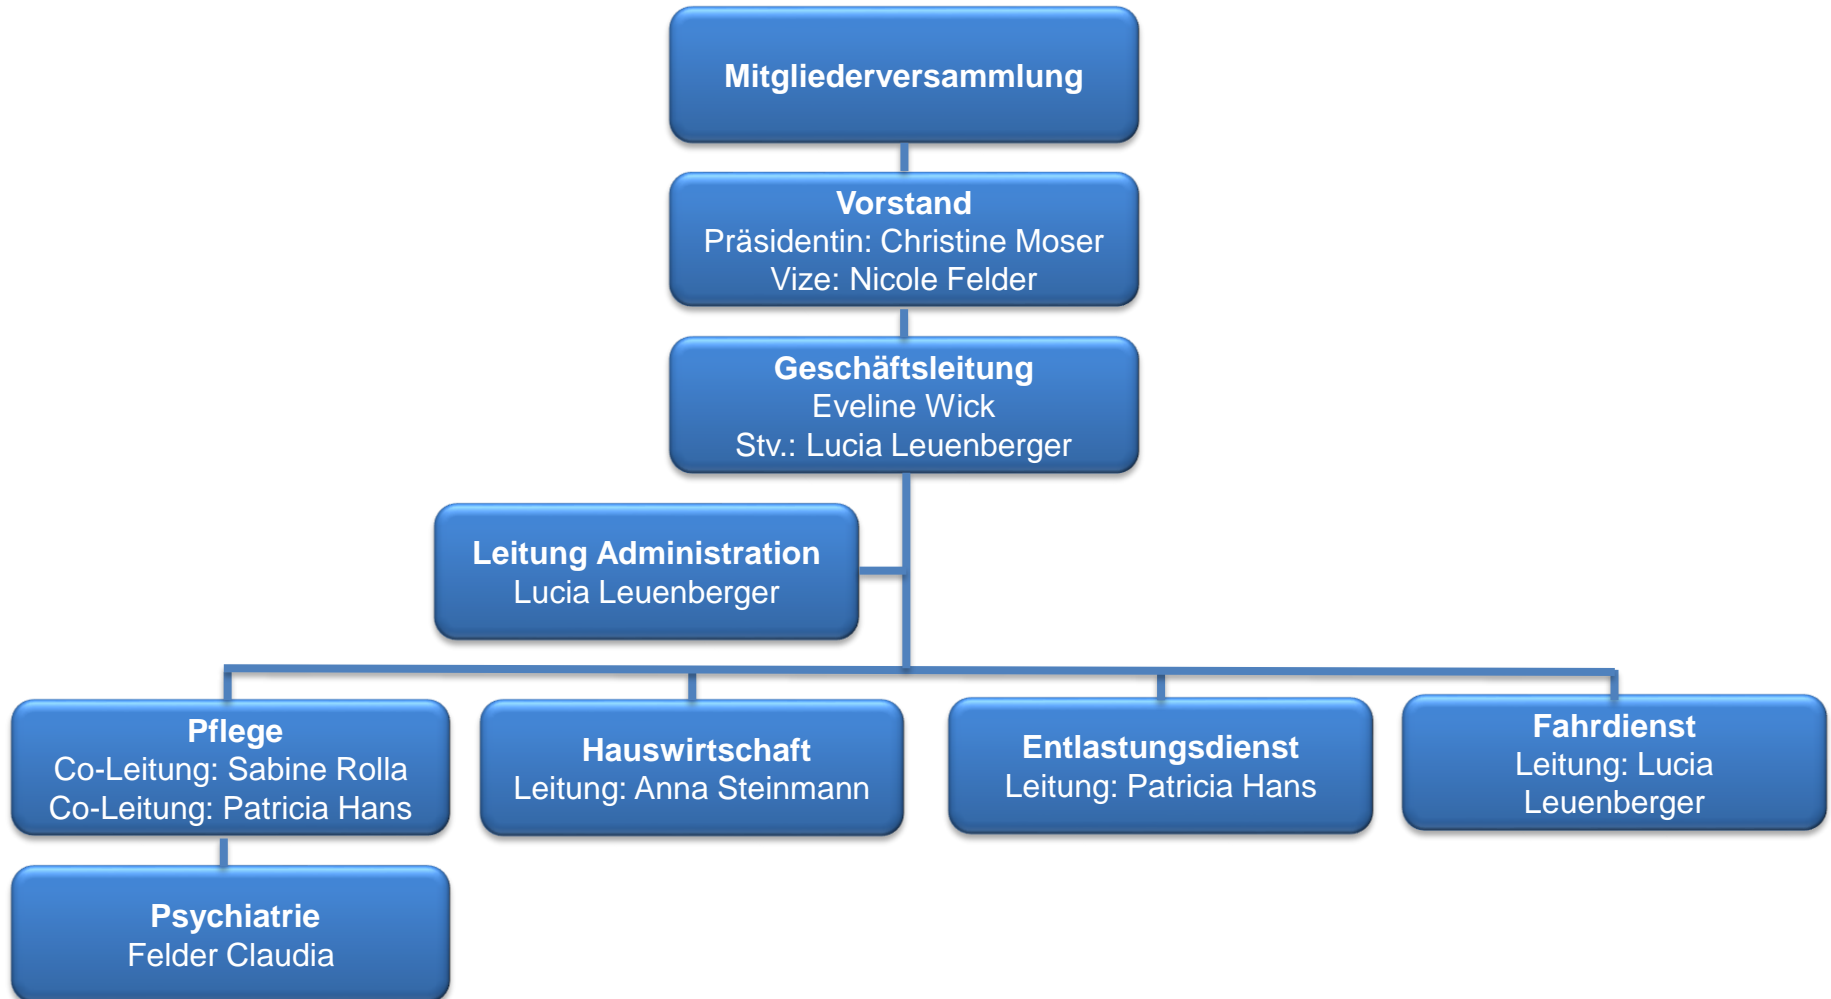 Mitgliederversammlung
Vorstand
Präsidentin: Christine Moser
Vize: Nicole Felder
Geschäftsleitung
Eveline Wick
Stv.: Lucia Leuenberger
Leitung Administration
Lucia Leuenberger
Pflege
Co-Leitung: Sabine Rolla
Co-Leitung: Patricia Hans
Hauswirtschaft
Leitung: Anna Steinmann
Entlastungsdienst
Leitung: Patricia Hans
Fahrdienst
Leitung: Lucia
Leuenberger
Psychiatrie
Felder Claudia